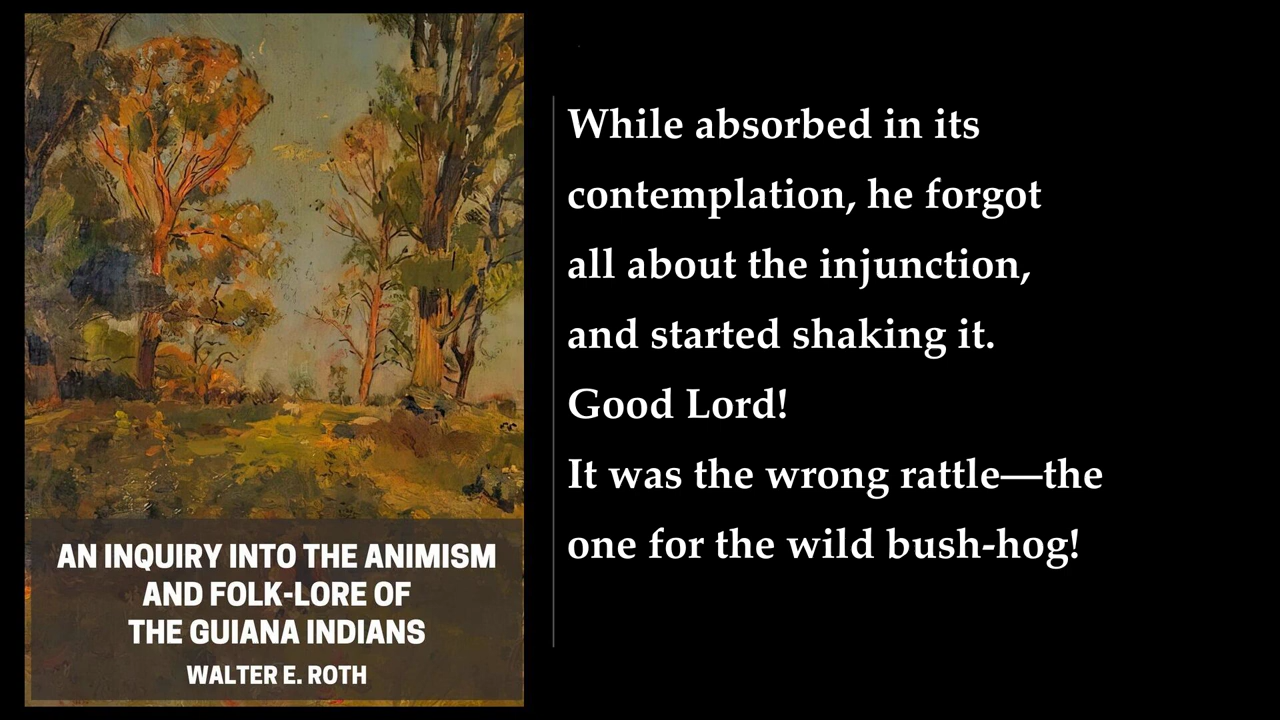 AN INQUIRY INTO THE ANIMISM
AND FOLK-LORE OF
THE GUIANA INDIANS
WALTER E. ROTH
While absorbed in its
contemplation, he forgot
all about the injunction,
and started shaking it.
Good Lord!
It was the wrong rattle—the
one for the wild bush-hog!